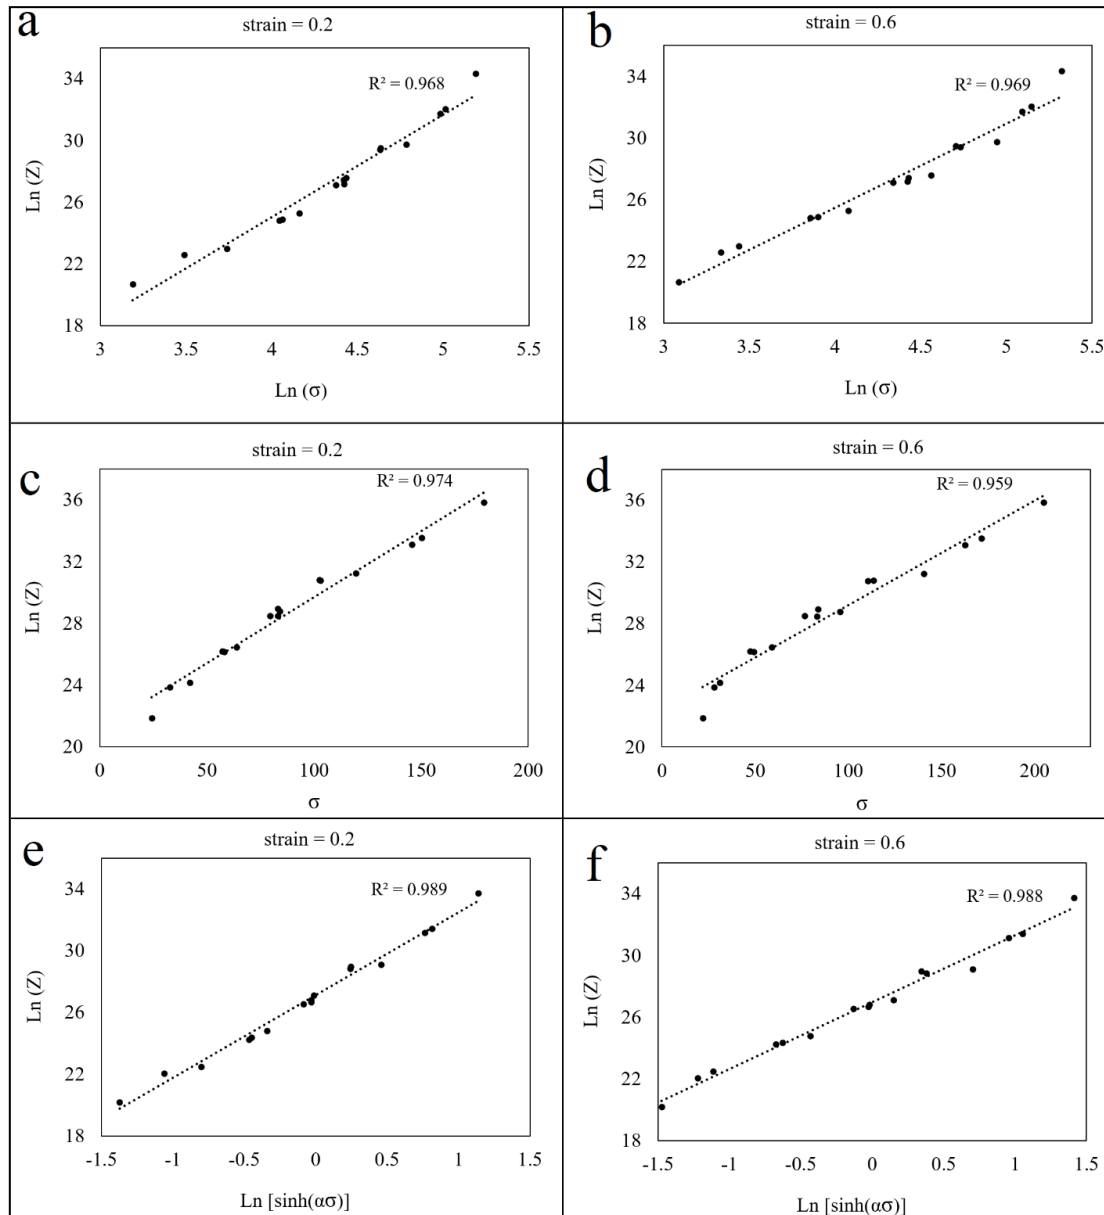 a
strain = 0.2
R² = 0.968
Ln (Z)
34
30
26
22
18
3 3.5 4 4.5 5 5.5
Ln (σ)
b
strain = 0.6
R² = 0.969
Ln (Z)
34
30
26
22
18
3 3.5 4 4.5 5 5.5
Ln (σ)
c
strain = 0.2
R² = 0.974
Ln (Z)
36
32
28
24
20
0 50 100 150 200
σ
d
strain = 0.6
R² = 0.959
Ln (Z)
36
32
28
24
20
0 50 100 150 200
σ
e
strain = 0.2
R² = 0.989
Ln (Z)
34
30
26
22
18
-1.5 -1 -0.5 0 0.5 1 1.5
Ln [sinh(ασ)]
f
strain = 0.6
R² = 0.988
Ln (Z)
34
30
26
22
18
-1.5 -1 -0.5 0 0.5 1 1.5
Ln [sinh(ασ)]